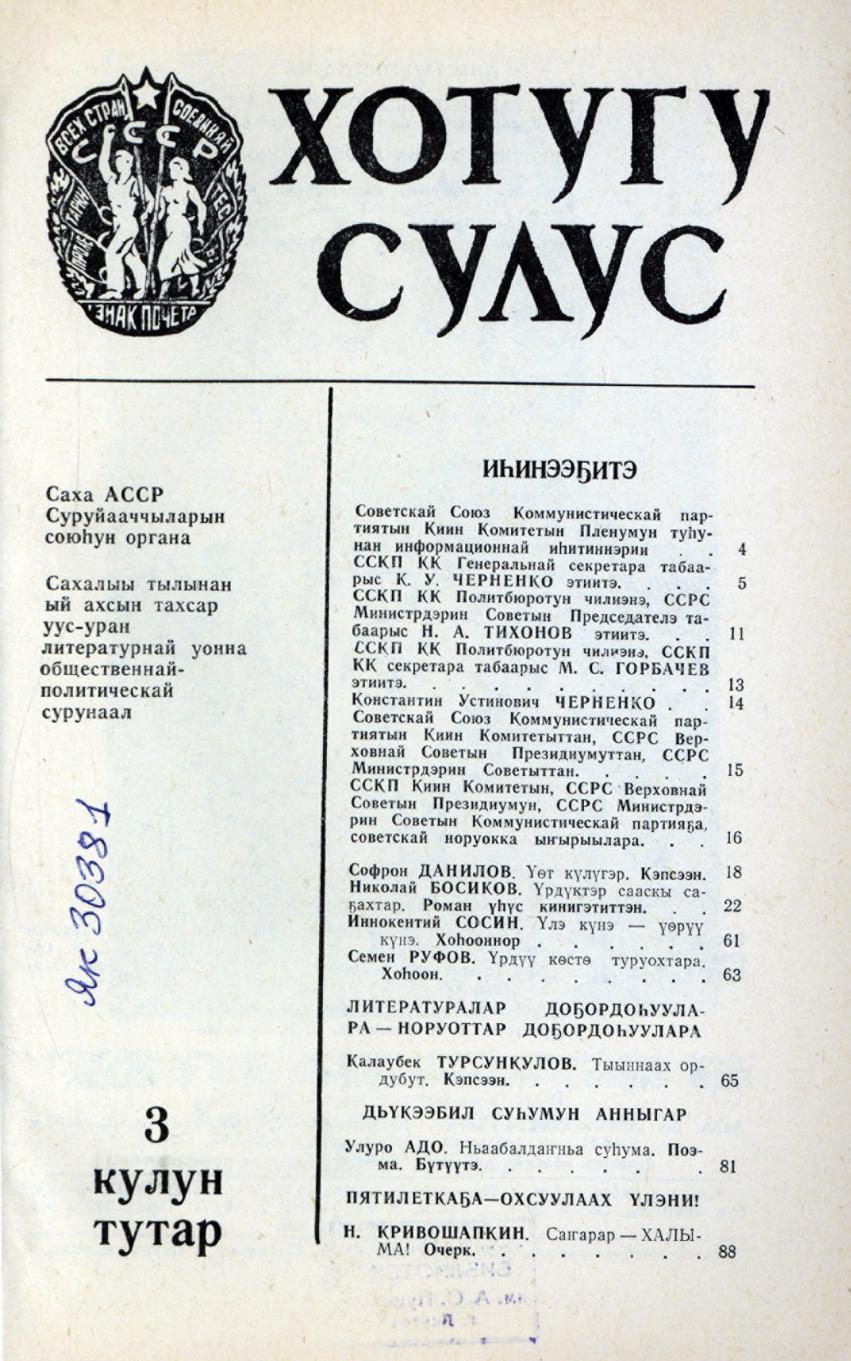 ВСЕХ СТРАН СОЕДИНЯЙ
СССР
ЗНАК ПОЧЕТА
ХОТУГУ
СУЛУС
Саха АССР
Суруйааччыларын
союһун органа
Сахалыы тылынан
ый ахсын тахсар
уус-уран
литературнай уонна
общественнай-
политическай
сурунаал
Як 30381
3
кулун
тутар
ИҺИНЭЭҔИТЭ
Советскай Союз Коммунистическай пар-
тиятын Киин Комитетын Пленумун туһу-
нан информационнай иһитиннэрии . . 4
ССКП КК Генеральнай секретара табаа-
рыс К. У. ЧЕРНЕНКО этиитэ. . . . 5
ССКП КК Политбюротун чилиэнэ, ССРС
Министрдэрин Советын Председателэ та-
баарыс Н. А. ТИХОНОВ этиитэ. . . 11
ССКП КК Политбюротун чилиэнэ, ССКП
КК секретара табаарыс М. С. ГОРБАЧЕВ
этиитэ. . . . . . . . . . . 13
Константин Устинович ЧЕРНЕНКО . . 14
Советскай Союз Коммунистическай пар-
тиятын Киин Комитетыттан, ССРС Вер-
ховнай Советын Президиумуттан, ССРС
Министрдэрин Советыттан. . . . . 15
ССКП Киин Комитетын, ССРС Верховнай
Советын Президиумун, ССРС Министрдэ-
рин Советын Коммунистическай партияҕа,
советскай норуокка ыҥырыылара. . . 16
Софрон ДАНИЛОВ. Үөт күлүгэр. Кэпсээн. 18
Николай БОСИКОВ. Үрдүктэр сааскы са-
ҕахтар. Роман үһүс кинигэтиттэн. . . 22
Иннокентий СОСИН. Үлэ күнэ — үөрүү
күнэ. Хоһооннор . . . . . . 61
Семен РУФОВ. Үрдүү көстө туруохтара.
Хоһоон. . . . . . . . . 63
ЛИТЕРАТУРАЛАР ДОҔОРДОҺУУЛА-
РА — НОРУОТТАР ДОҔОРДОҺУУЛАРА
Калаубек ТУРСУНКУЛОВ. Тыыннаах ор-
дубут. Кэпсээн. . . . . . . 65
ДЬҮКЭЭБИЛ СУҺУМУН АННЫГАР
Улуро АДО. Ньаабалдаҥньа суһума. Поэ-
ма. Бүтүүтэ. . . . . . . 81
ПЯТИЛЕТКАҔА—ОХСУУЛААХ ҮЛЭНИ!
Н. КРИВОШАПКИН. Саҥарар — ХАЛЫ-
МА! Очерк. . . . . . . . 88